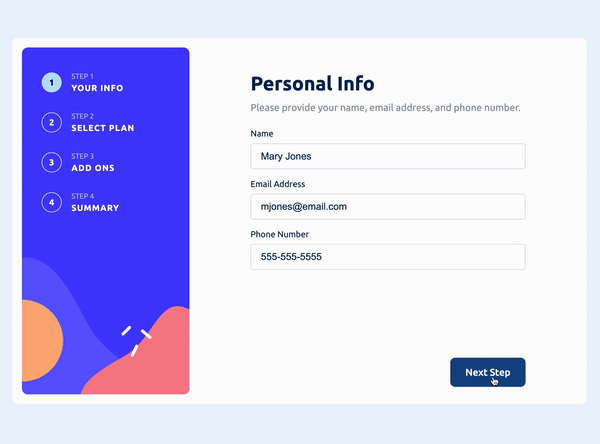 1
STEP 1
YOUR INFO
2
STEP 2
SELECT PLAN
3
STEP 3
ADD ONS
4
STEP 4
SUMMARY
Personal Info
Please provide your name, email address, and phone number.
Name
Mary Jones
Email Address
mjones@email.com
Phone Number
555-555-5555
Next Step